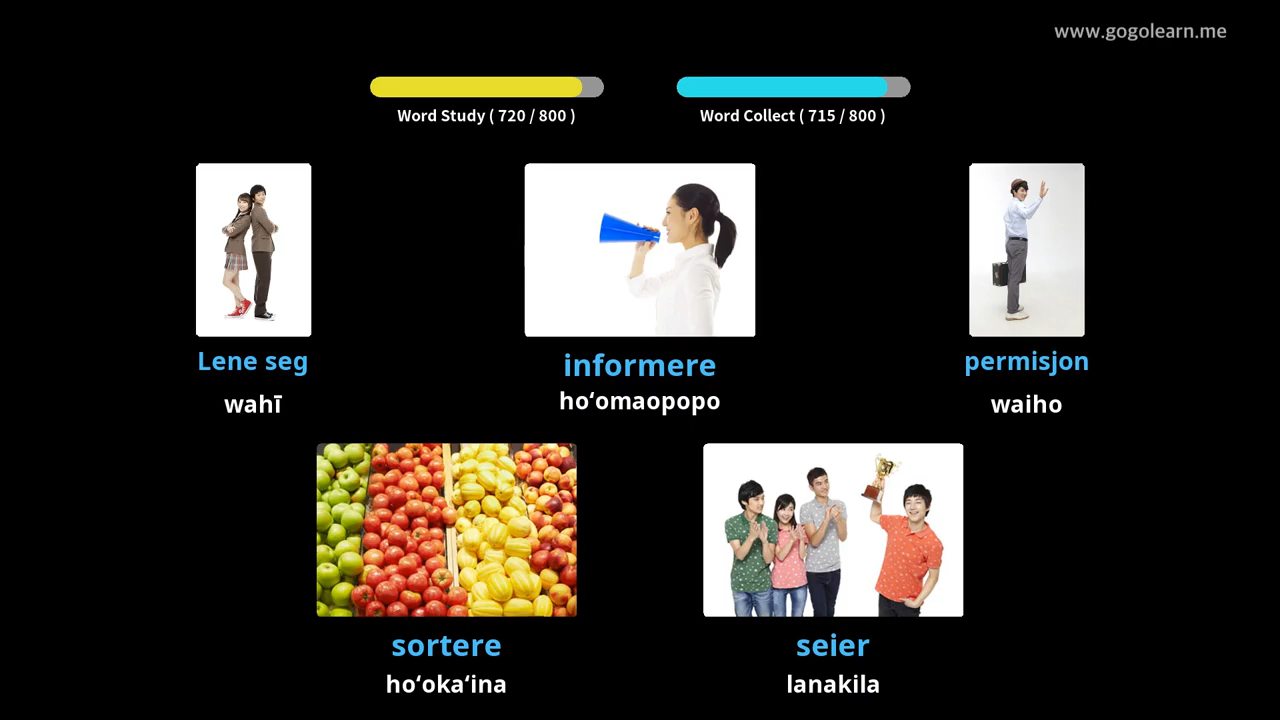 www.gogolearn.me
Word Study ( 720 / 800 )
Word Collect ( 715 / 800 )
Lene seg
informere
permisjon
wahī
hoʻomaopopo
waiho
sortere
seier
hoʻokaʻina
lanakila